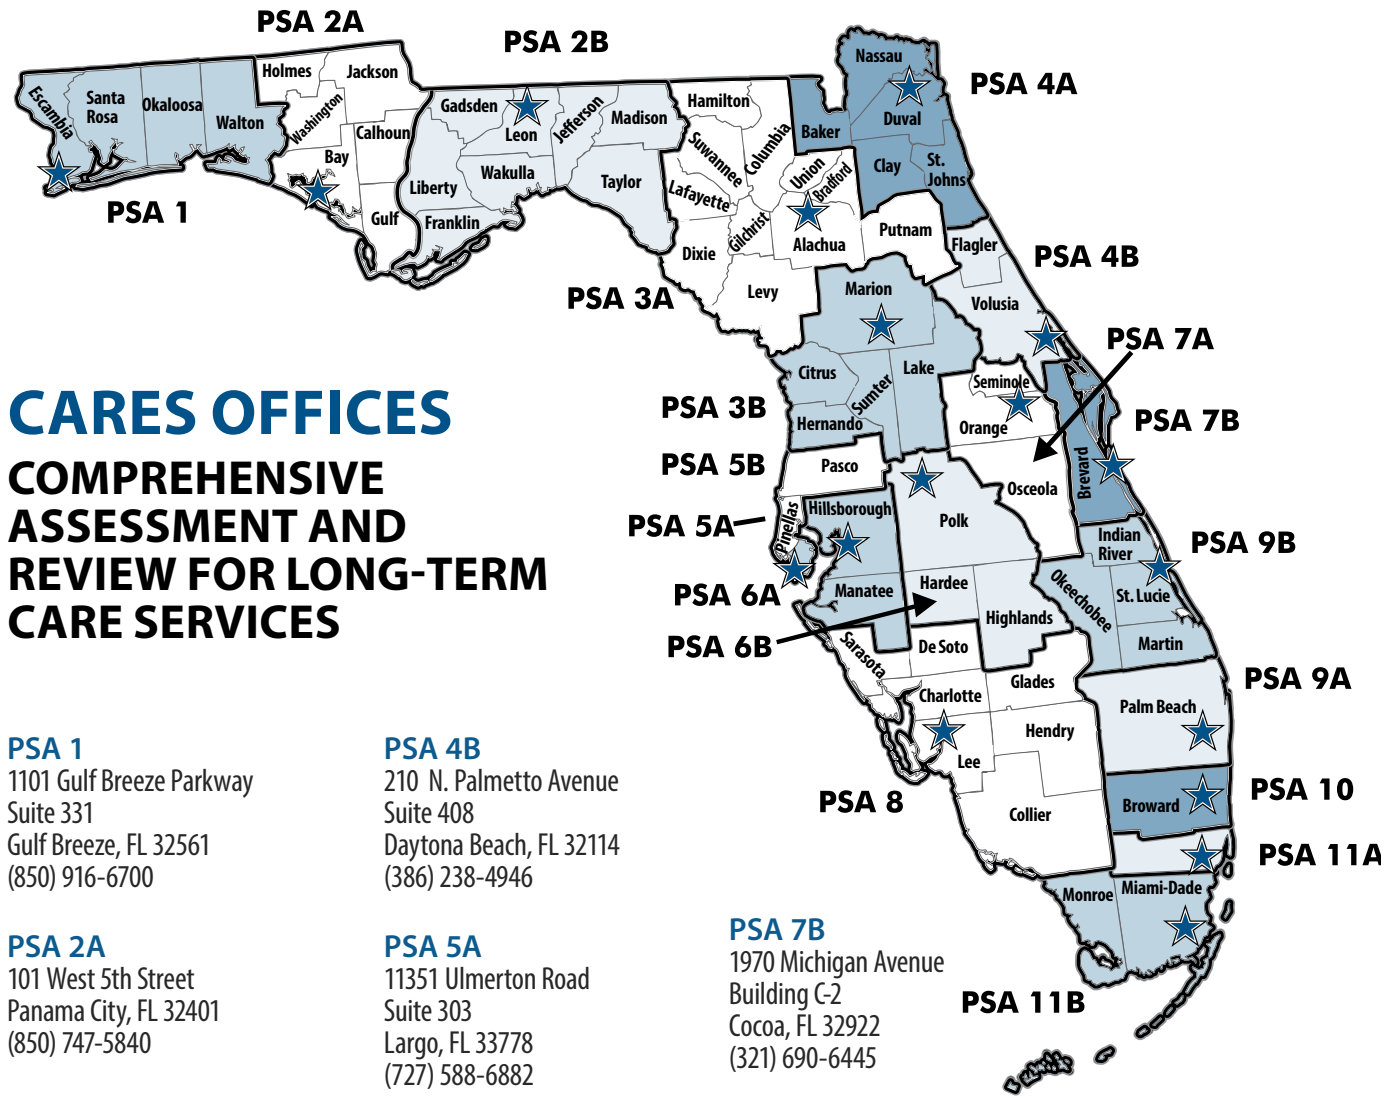 PSA 2A
PSA 2B
PSA 4A
PSA 1
PSA 3A
PSA 4B
PSA 7A
PSA 3B
PSA 7B
PSA 5B
PSA 5A
PSA 9B
PSA 6A
PSA 6B
PSA 9A
PSA 8
PSA 10
PSA 11A
PSA 11B
Escambia
Santa
Rosa
Okaloosa
Walton
Holmes
Jackson
Washington
Calhoun
Bay
Gulf
Gadsden
Leon
Jefferson
Madison
Liberty
Wakulla
Franklin
Taylor
Hamilton
Suwannee
Columbia
Lafayette
Union
Bradford
Gilchrist
Alachua
Dixie
Levy
Putnam
Baker
Nassau
Duval
Clay
St.
Johns
Flagler
Volusia
Marion
Citrus
Sumter
Lake
Hernando
Seminole
Orange
Osceola
Brevard
Pasco
Pinellas
Hillsborough
Polk
Manatee
Hardee
Highlands
Indian
River
Okeechobee
St. Lucie
Martin
Sarasota
De Soto
Charlotte
Glades
Lee
Hendry
Collier
Palm Beach
Broward
Monroe
Miami-Dade
CARES OFFICES
COMPREHENSIVE
ASSESSMENT AND
REVIEW FOR LONG-TERM
CARE SERVICES
PSA 1
1101 Gulf Breeze Parkway
Suite 331
Gulf Breeze, FL 32561
(850) 916-6700
PSA 2A
101 West 5th Street
Panama City, FL 32401
(850) 747-5840
PSA 4B
210 N. Palmetto Avenue
Suite 408
Daytona Beach, FL 32114
(386) 238-4946
PSA 5A
11351 Ulmerton Road
Suite 303
Largo, FL 33778
(727) 588-6882
PSA 7B
1970 Michigan Avenue
Building C-2
Cocoa, FL 32922
(321) 690-6445